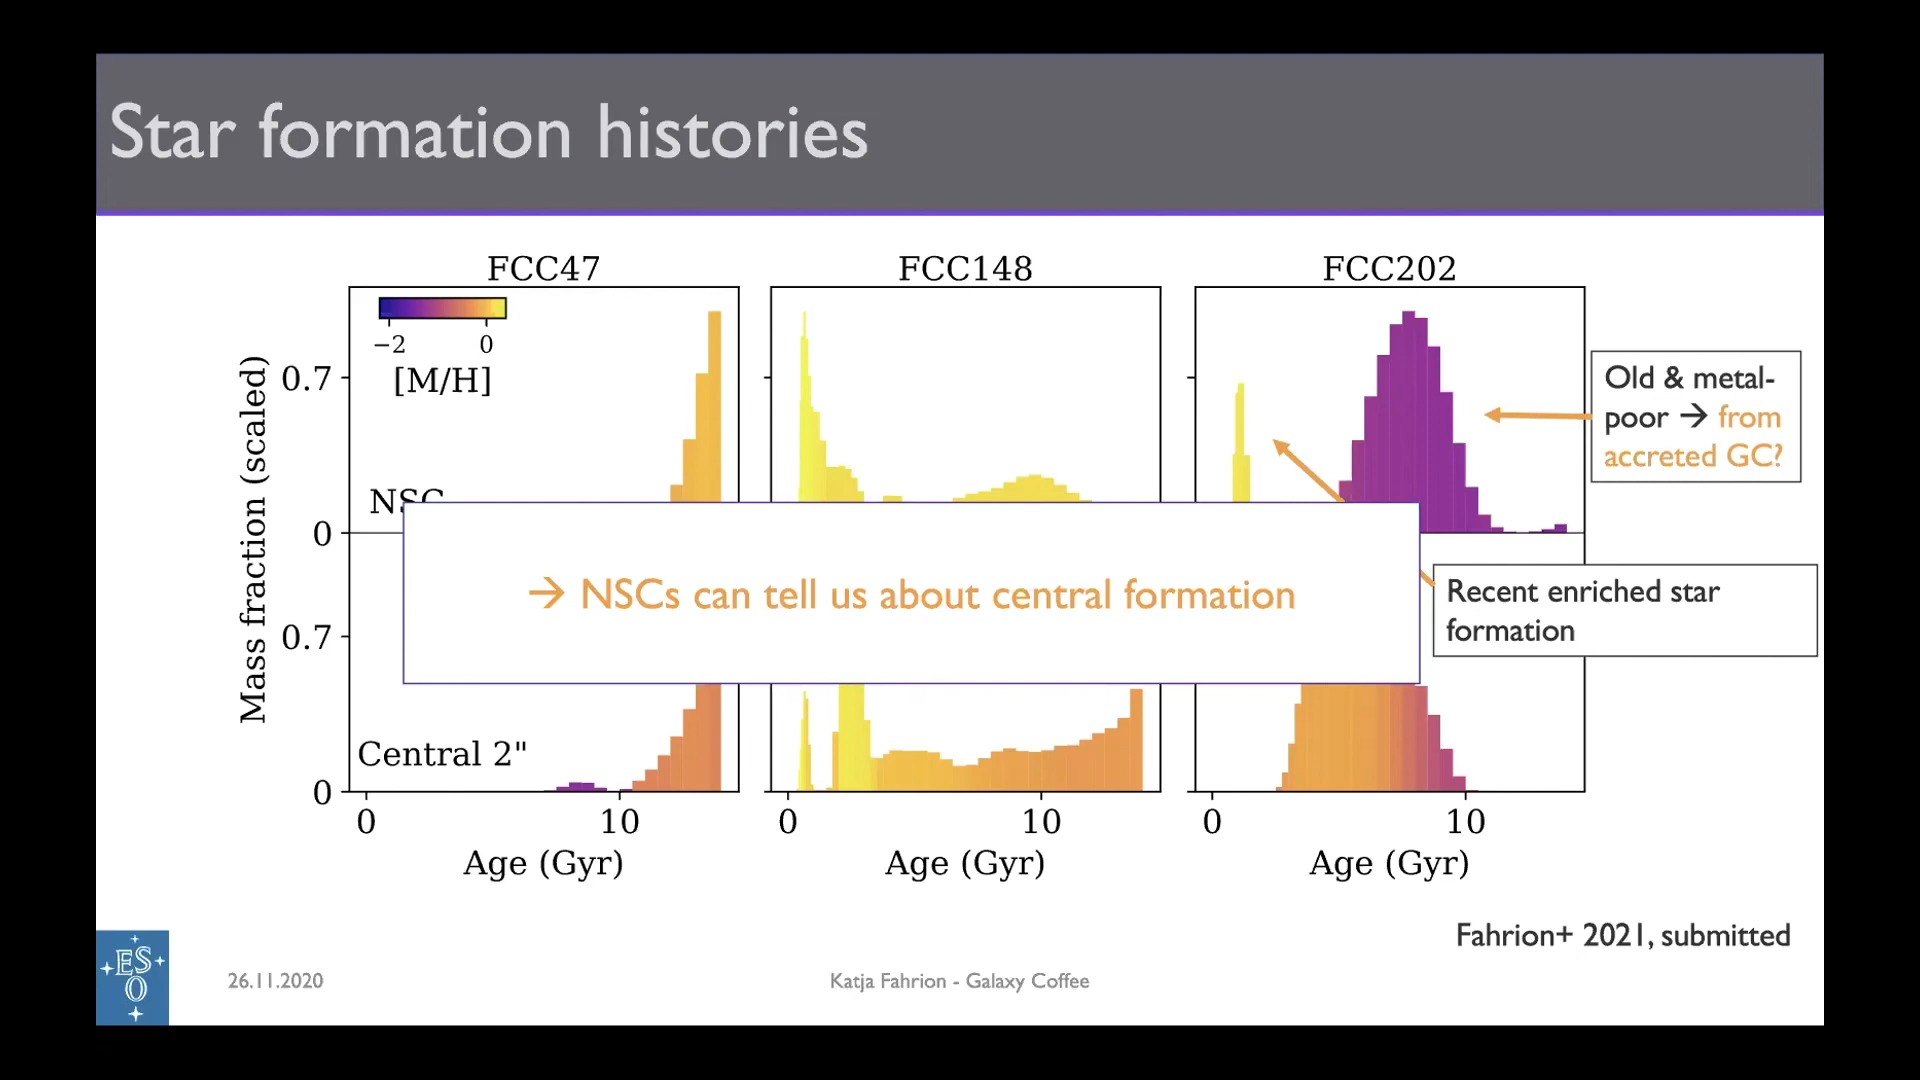 Star formation histories
FCC47
FCC148
FCC202
−2
0
[M/H]
Mass fraction (scaled)
0.7
NSC
0
0.7
Central 2"
0
Old & metal-
poor → from
accreted GC?
→ NSCs can tell us about central formation
Recent enriched star
formation
0
10
0
10
0
10
Age (Gyr)
Age (Gyr)
Age (Gyr)
Fahrion+ 2021, submitted
ESO
26.11.2020
Katja Fahrion - Galaxy Coffee